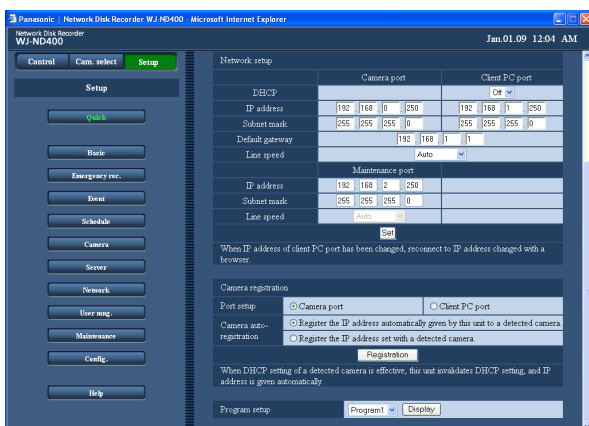 Panasonic | Network Disk Recorder WJ-ND400 - Microsoft Internet Explorer
Network Disk Recorder
WJ-ND400
Jan.01.09 12:04 AM
Control Cam. select Setup
Setup
Quick
Basic
Emergency rec.
Event
Schedule
Camera
Server
Network
User mng.
Maintenance
Config.
Help
Network setup
Camera port Client PC port
DHCP Off
IP address 192 . 168 . 0 . 250 192 . 168 . 1 . 250
Subnet mask 255 . 255 . 255 . 0 255 . 255 . 255 . 0
Default gateway 192 . 168 . 1 . 1
Line speed Auto
Maintenance port
IP address 192 . 168 . 2 . 250
Subnet mask 255 . 255 . 255 . 0
Line speed Auto
Set
When IP address of client PC port has been changed, reconnect to IP address changed with a
browser.
Camera registration
Port setup Camera port Client PC port
Camera auto-
registration
Register the IP address automatically given by this unit to a detected camera.
Register the IP address set with a detected camera.
Registration
When DHCP setting of a detected camera is effective, this unit invalidates DHCP setting, and IP
address is given automatically.
Program setup Program1 Display